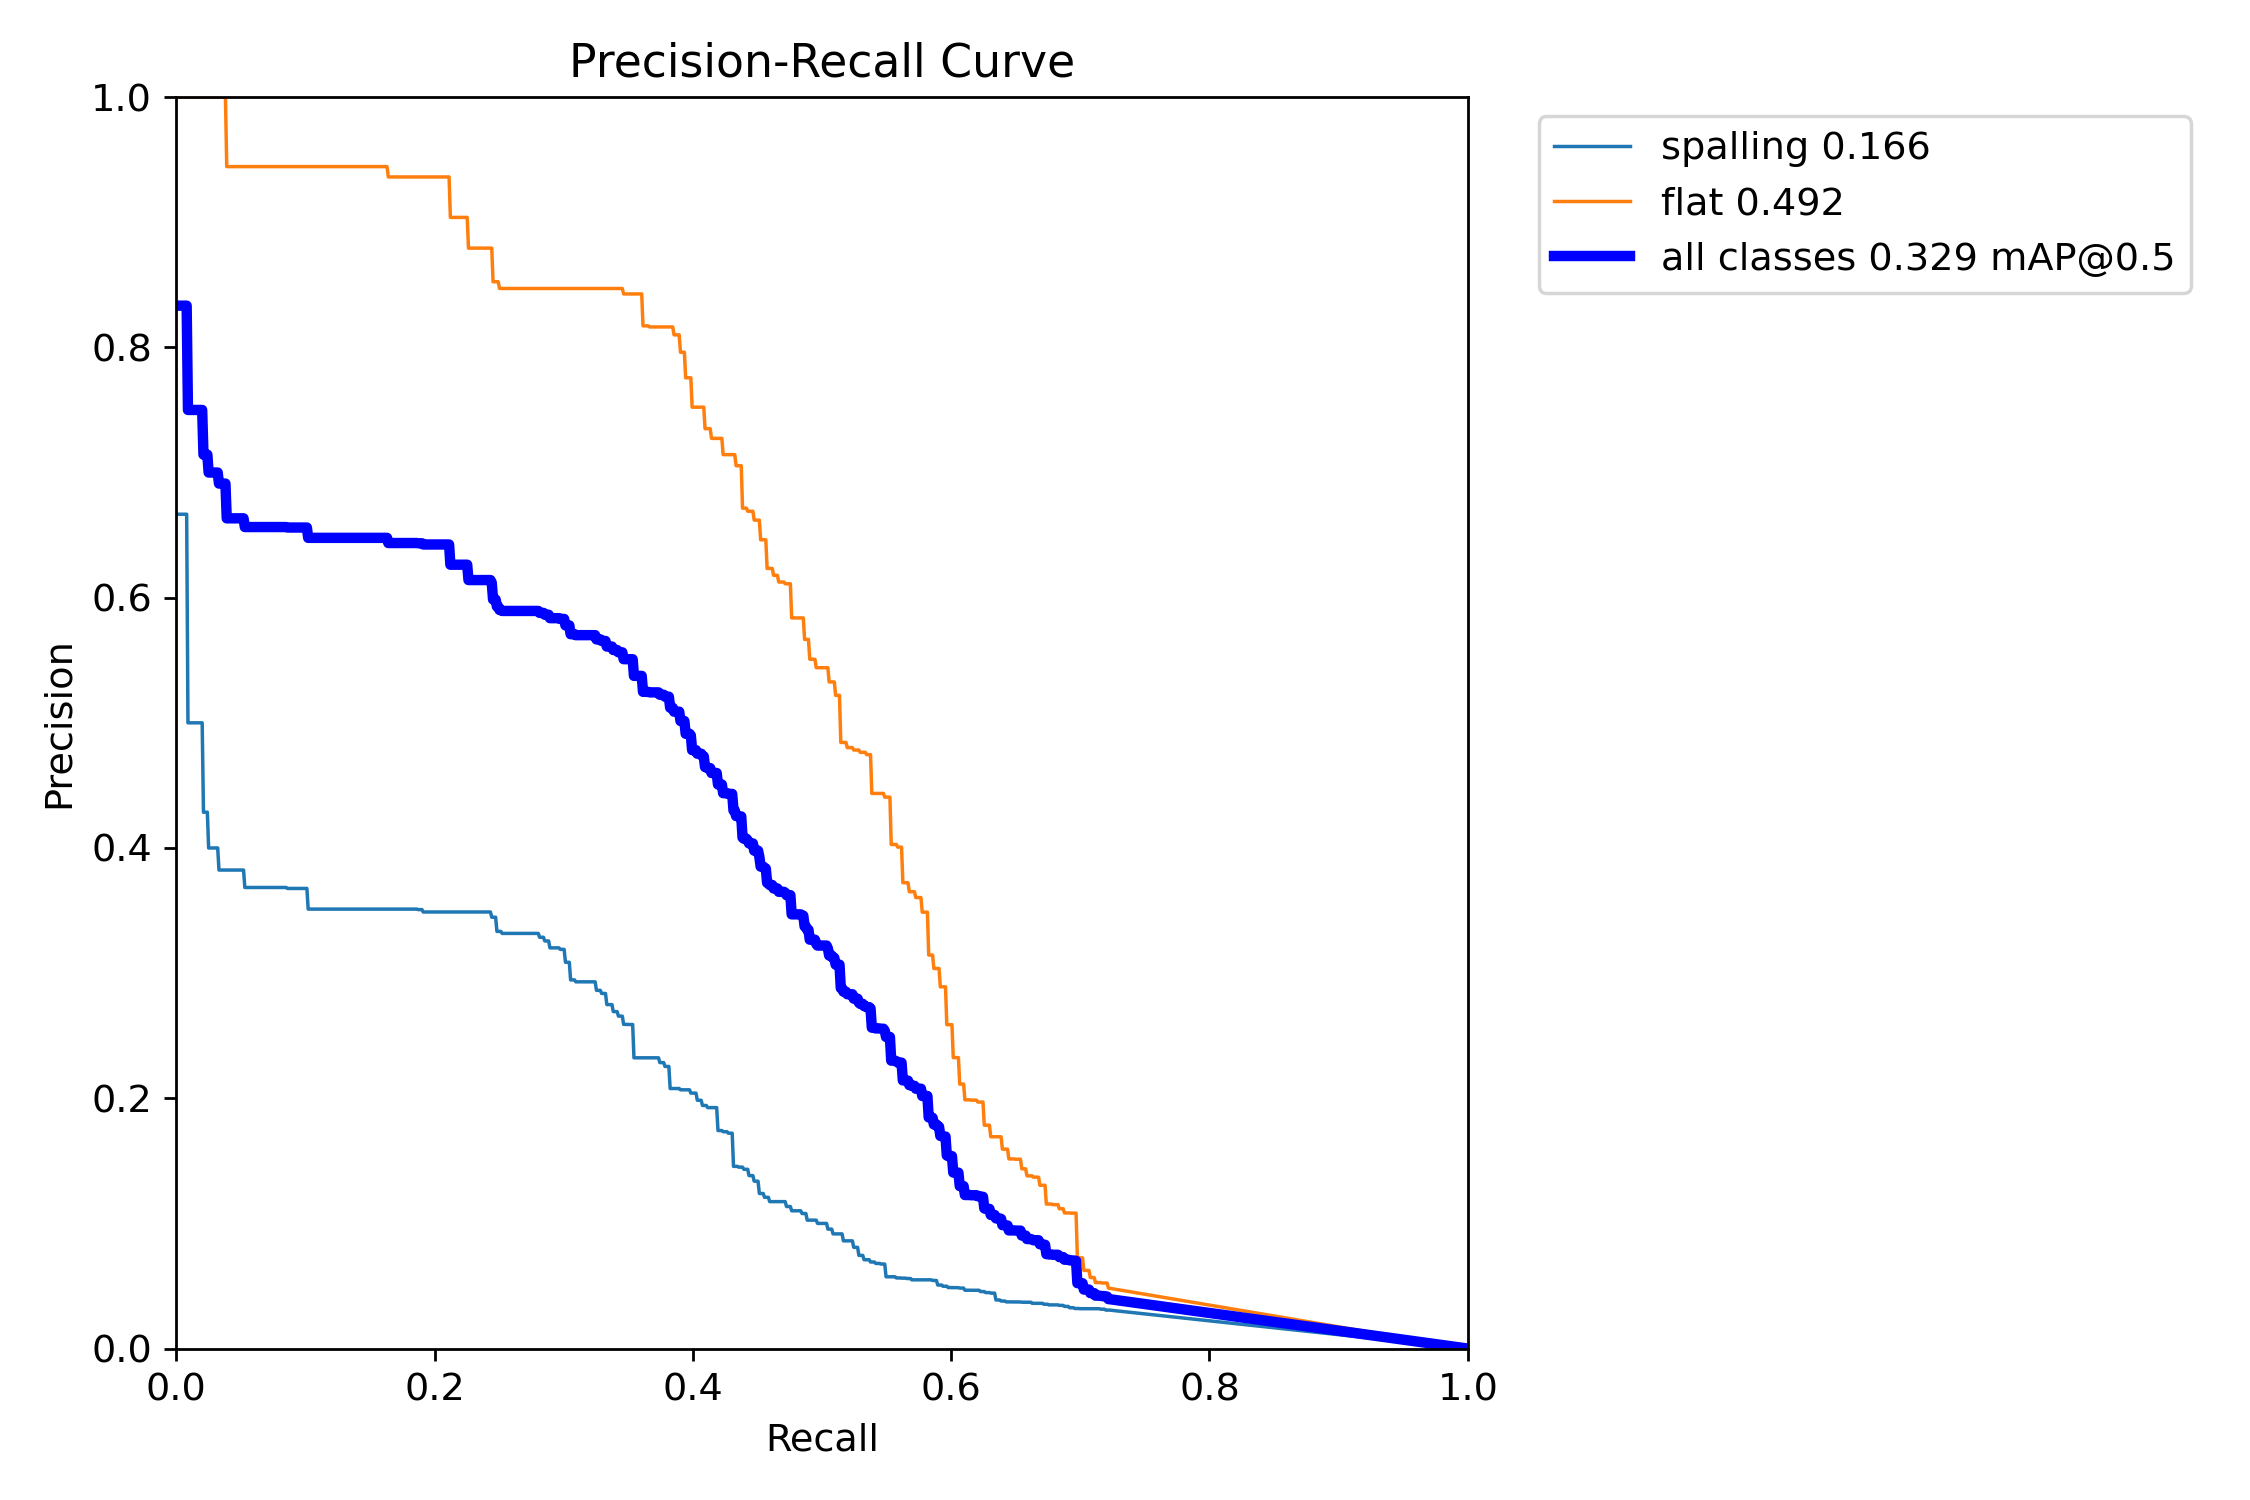 Precision-Recall Curve
spalling 0.166
flat 0.492
all classes 0.329 mAP@0.5
Precision
1.0
0.8
0.6
0.4
0.2
0.0
0.0 0.2 0.4 0.6 0.8 1.0
Recall